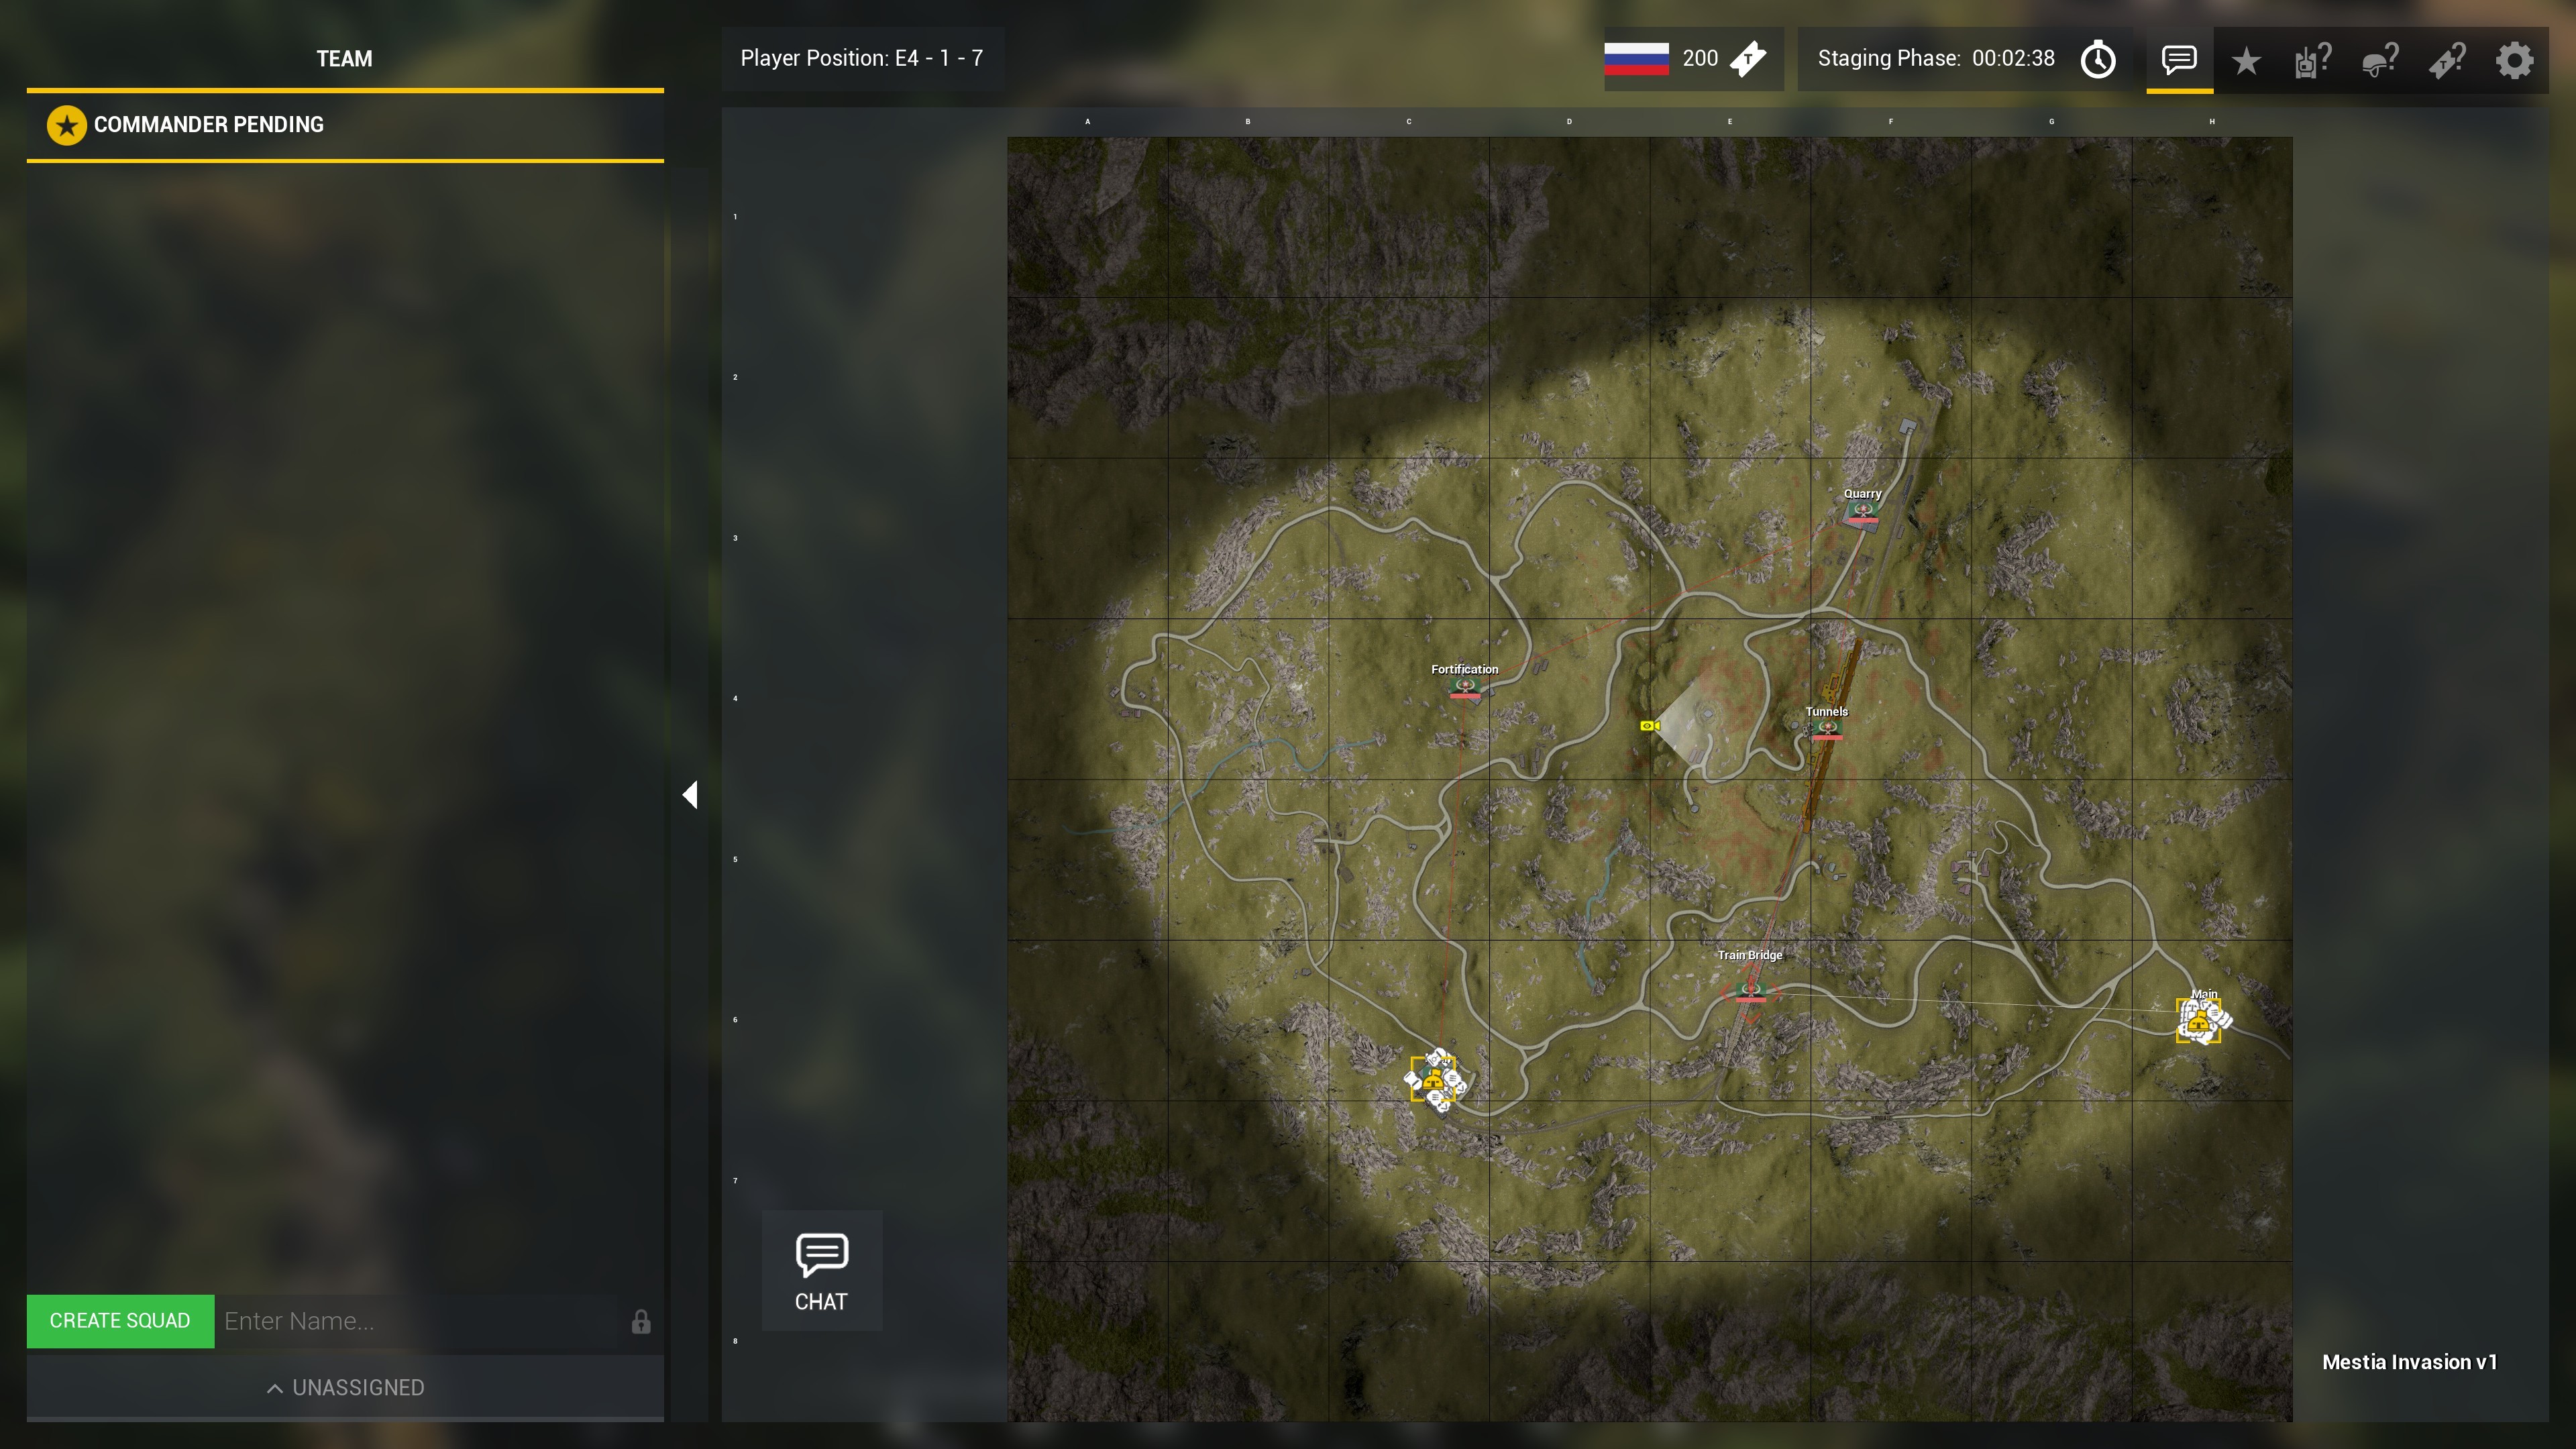 TEAM
COMMANDER PENDING
CREATE SQUAD
Enter Name...
UNASSIGNED
Player Position: E4 - 1 - 7
200
T
Staging Phase: 00:02:38
? ? T?
A B C D E F G H
1
2
3
4
5
6
7
8
Quarry
Fortification
Tunnels
Train Bridge
Main
CHAT
Mestia Invasion v1